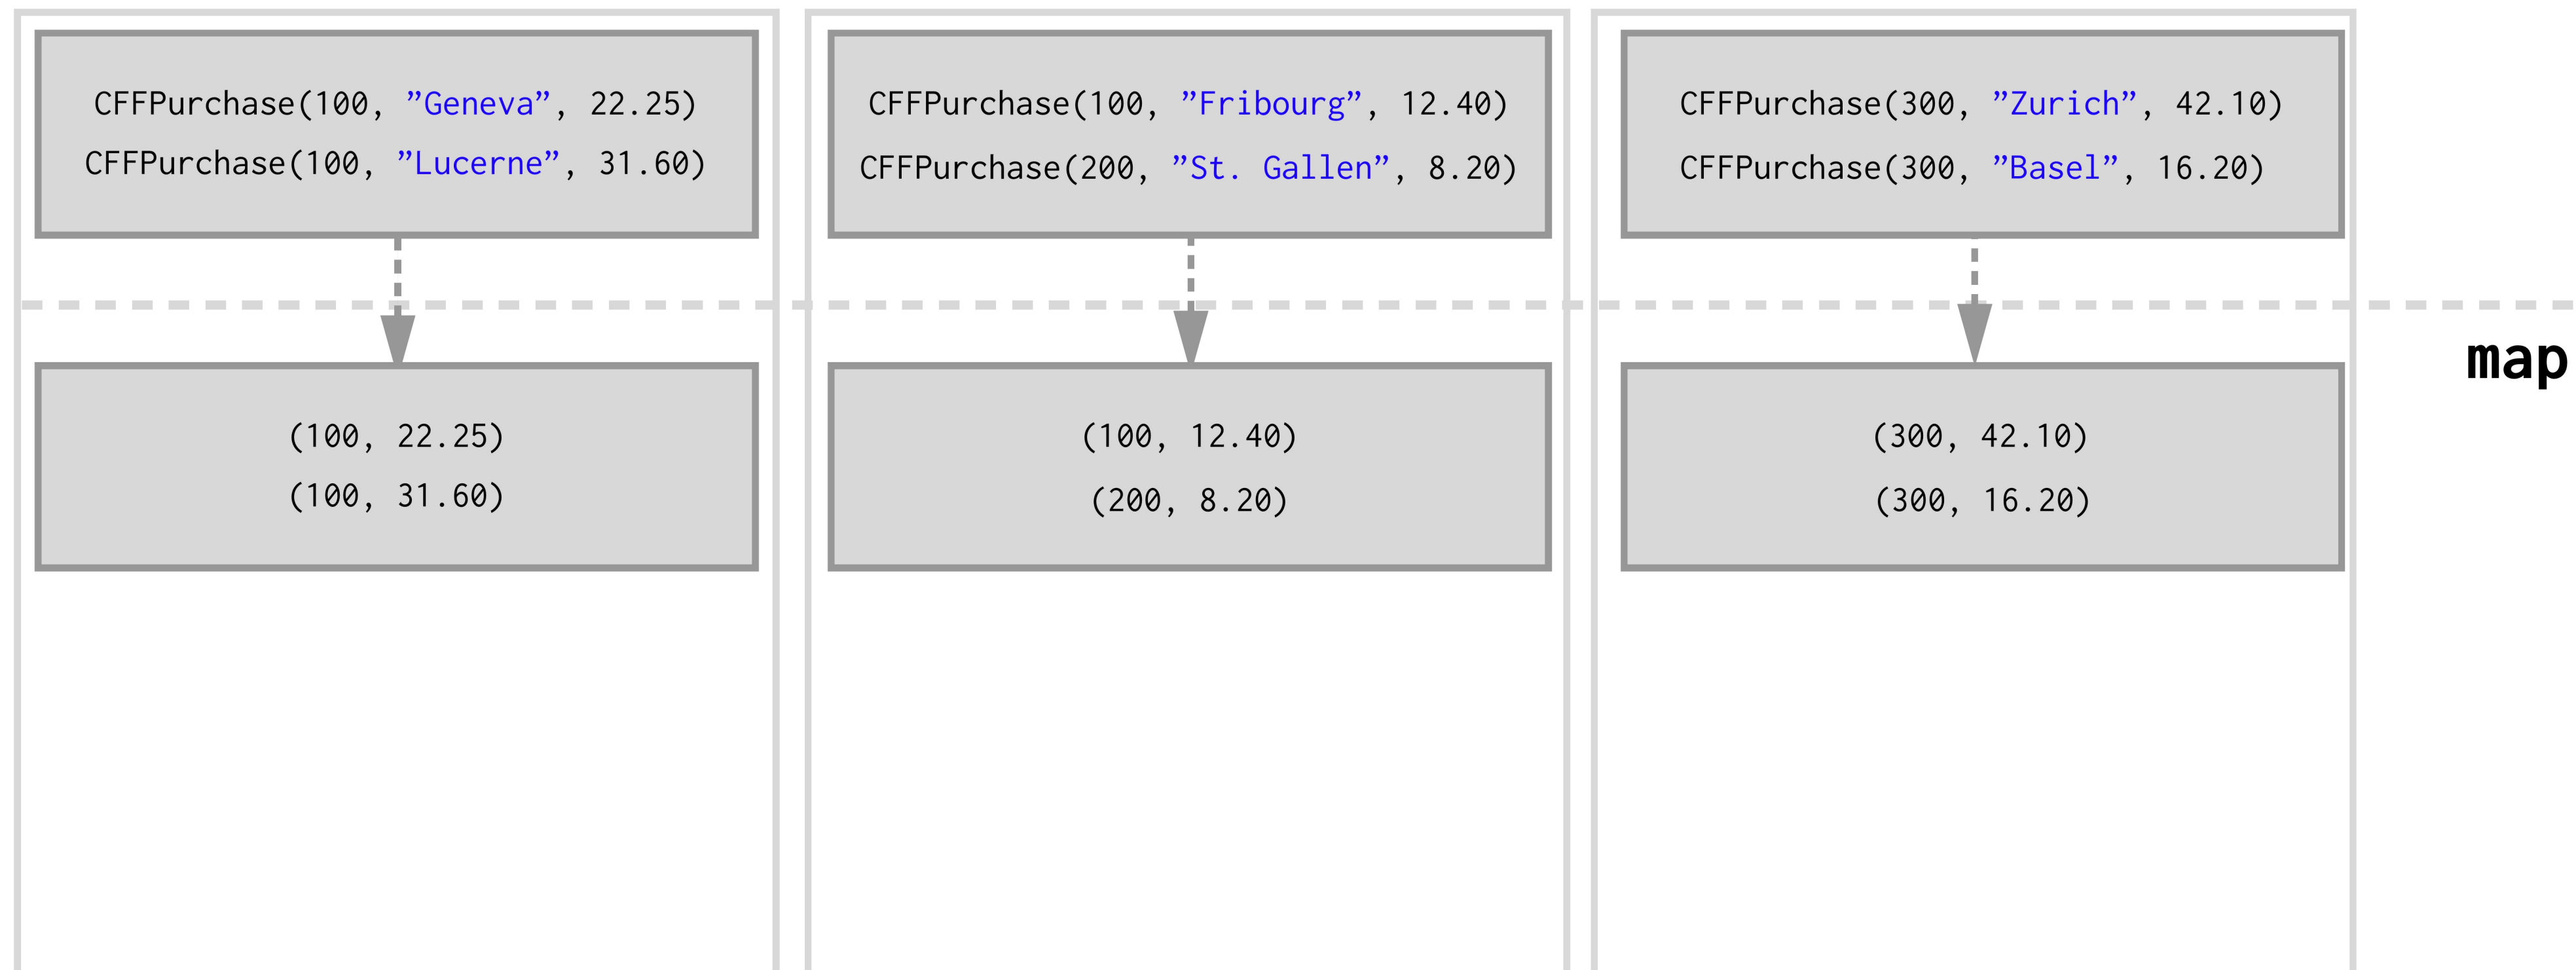 CFFPurchase(100, ”Geneva”, 22.25)
CFFPurchase(100, ”Lucerne”, 31.60)
CFFPurchase(100, ”Fribourg”, 12.40)
CFFPurchase(200, ”St. Gallen”, 8.20)
CFFPurchase(300, ”Zurich”, 42.10)
CFFPurchase(300, ”Basel”, 16.20)
map
(100, 22.25)
(100, 31.60)
(100, 12.40)
(200, 8.20)
(300, 42.10)
(300, 16.20)